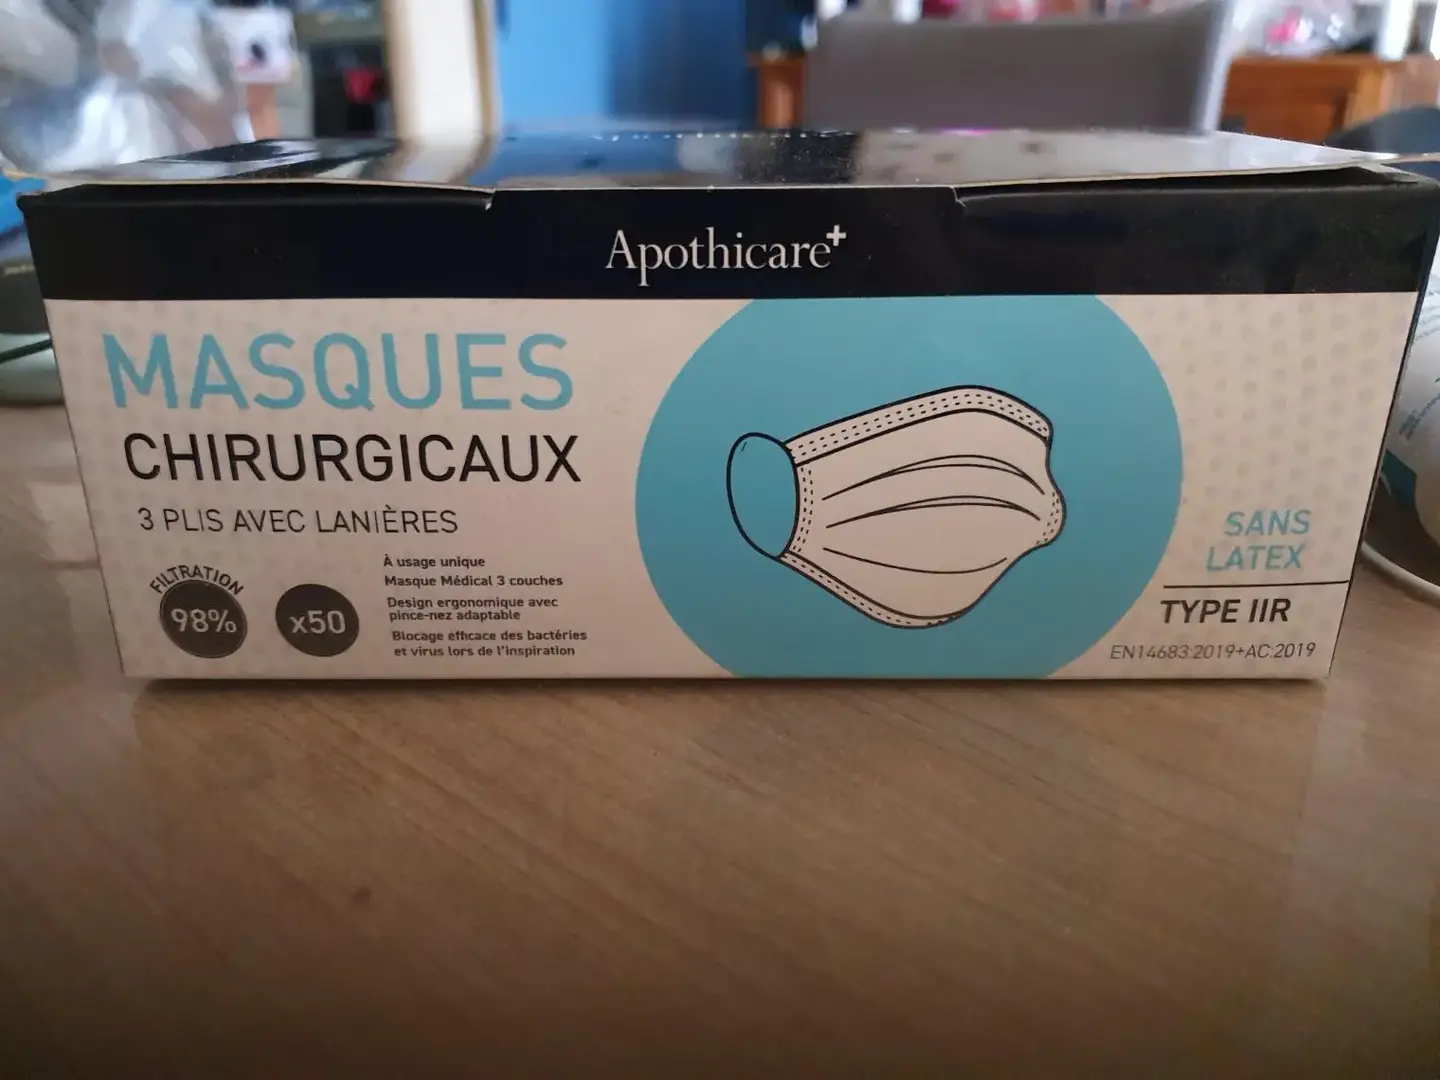 Apothicare+
MASQUES
CHIRURGICAUX
3 PLIS AVEC LANIÈRES
FILTRATION
98%
x50
À usage unique
Masque Médical 3 couches
Design ergonomique avec
pince-nez adaptable
Blocage efficace des bactéries
et virus lors de l'inspiration
SANS
LATEX
TYPE IIR
EN14683:2019+AC:2019